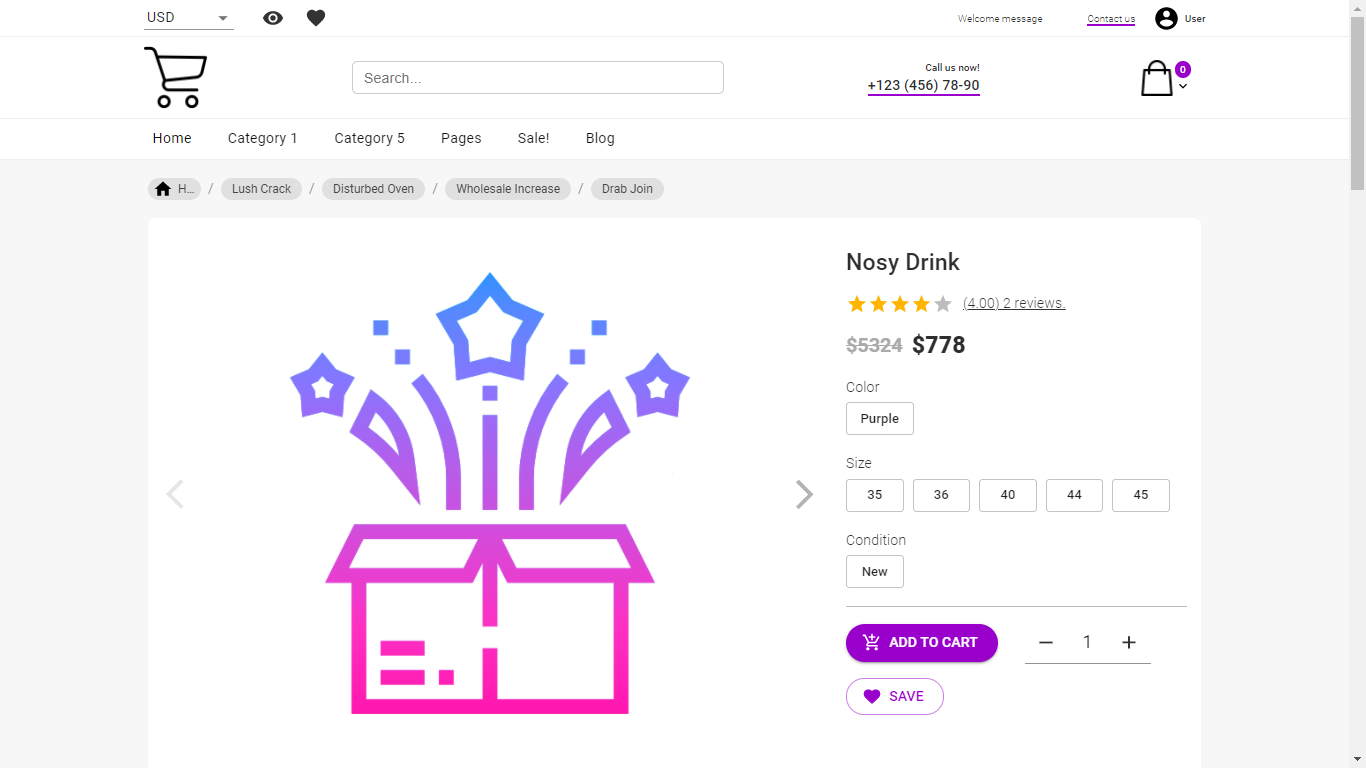 USD
Welcome message
Contact us
User
Search...
Call us now!
+123 (456) 78-90
0
Home Category 1 Category 5 Pages Sale! Blog
H... / Lush Crack / Disturbed Oven / Wholesale Increase / Drab Join
Nosy Drink
(4.00) 2 reviews.
$5324 $778
Color
Purple
Size
35 36 40 44 45
Condition
New
ADD TO CART
1
SAVE